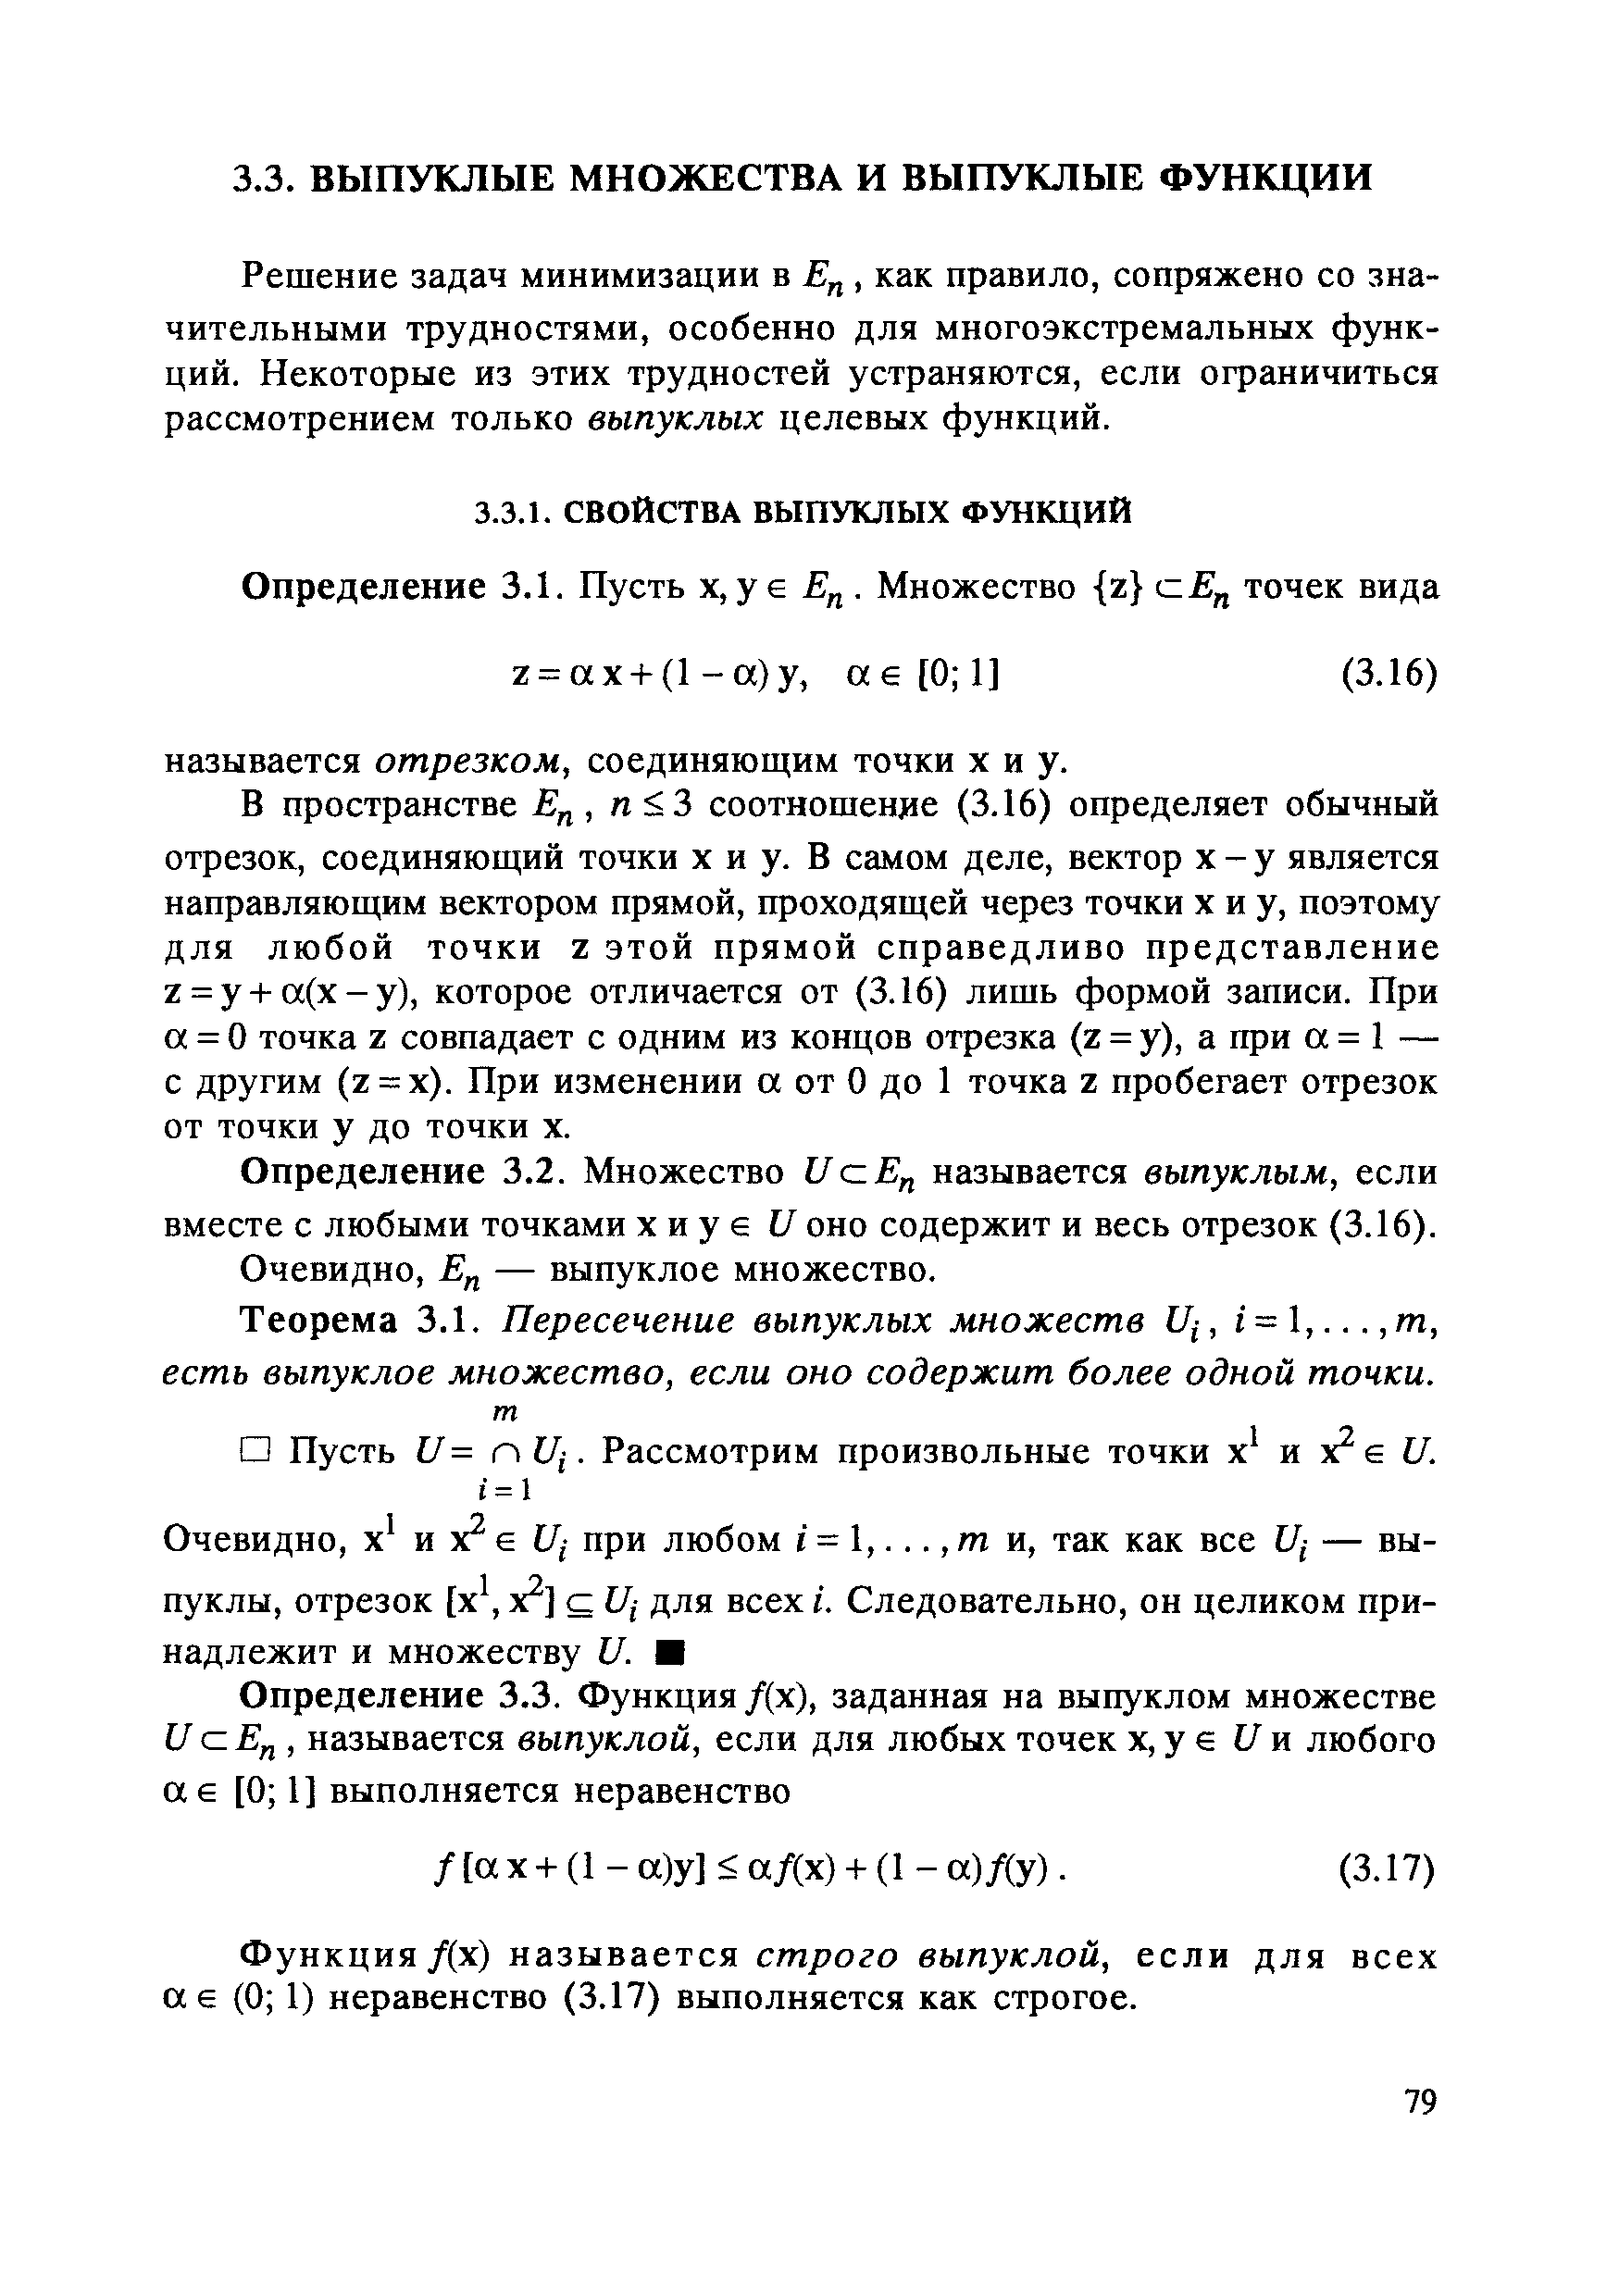 3.3. ВЫПУКЛЫЕ МНОЖЕСТВА И ВЫПУКЛЫЕ ФУНКЦИИ
Решение задач минимизации в Eₙ , как правило, сопряжено со зна-
чительными трудностями, особенно для многоэкстремальных функ-
ций. Некоторые из этих трудностей устраняются, если ограничиться
рассмотрением только выпуклых целевых функций.
3.3.1. СВОЙСТВА ВЫПУКЛЫХ ФУНКЦИЙ
Определение 3.1. Пусть x, y ∈ Eₙ . Множество {z} ⊂ Eₙ точек вида
z = α x + (1 – α) y, α ∈ [0; 1] (3.16)
называется отрезком, соединяющим точки x и y.
В пространстве Eₙ , n ≤ 3 соотношение (3.16) определяет обычный
отрезок, соединяющий точки x и y. В самом деле, вектор x – y является
направляющим вектором прямой, проходящей через точки x и y, поэтому
для любой точки z этой прямой справедливо представление
z = y + α(x – y), которое отличается от (3.16) лишь формой записи. При
α = 0 точка z совпадает с одним из концов отрезка (z = y), а при α = 1 —
с другим (z = x). При изменении α от 0 до 1 точка z пробегает отрезок
от точки y до точки x.
Определение 3.2. Множество U ⊂ Eₙ называется выпуклым, если
вместе с любыми точками x и y ∈ U оно содержит и весь отрезок (3.16).
Очевидно, Eₙ — выпуклое множество.
Теорема 3.1. Пересечение выпуклых множеств Uᵢ , i = 1,. . . , m,
есть выпуклое множество, если оно содержит более одной точки.
m
□ Пусть U = ∩ Uᵢ . Рассмотрим произвольные точки x¹ и x² ∈ U.
i = 1
Очевидно, x¹ и x² ∈ Uᵢ при любом i = 1,. . . , m и, так как все Uᵢ — вы-
пуклы, отрезок [x¹, x²] ⊆ Uᵢ для всех i. Следовательно, он целиком при-
надлежит и множеству U. ■
Определение 3.3. Функция f(x), заданная на выпуклом множестве
U ⊂ Eₙ , называется выпуклой, если для любых точек x, y ∈ U и любого
α ∈ [0; 1] выполняется неравенство
f [α x + (1 – α)y] ≤ αf(x) + (1 – α)f(y) . (3.17)
Функция f(x) называется строго выпуклой, если для всех
α ∈ (0; 1) неравенство (3.17) выполняется как строгое.
79